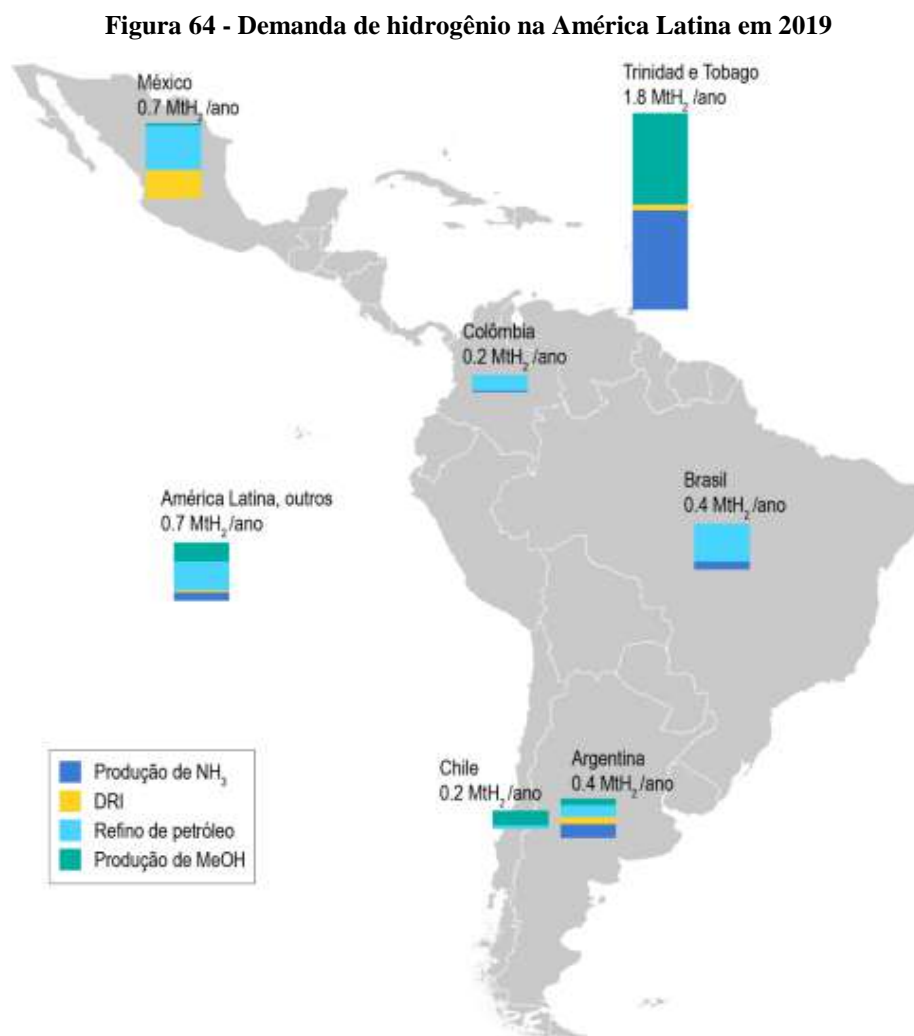 Figura 64 - Demanda de hidrogênio na América Latina em 2019
México
0.7 MtH₂/ano
Trinidad e Tobago
1.8 MtH₂/ano
Colômbia
0.2 MtH₂/ano
América Latina, outros
0.7 MtH₂/ano
Brasil
0.4 MtH₂/ano
Chile
0.2 MtH₂/ano
Argentina
0.4 MtH₂/ano
Produção de NH₃
DRI
Refino de petróleo
Produção de MeOH